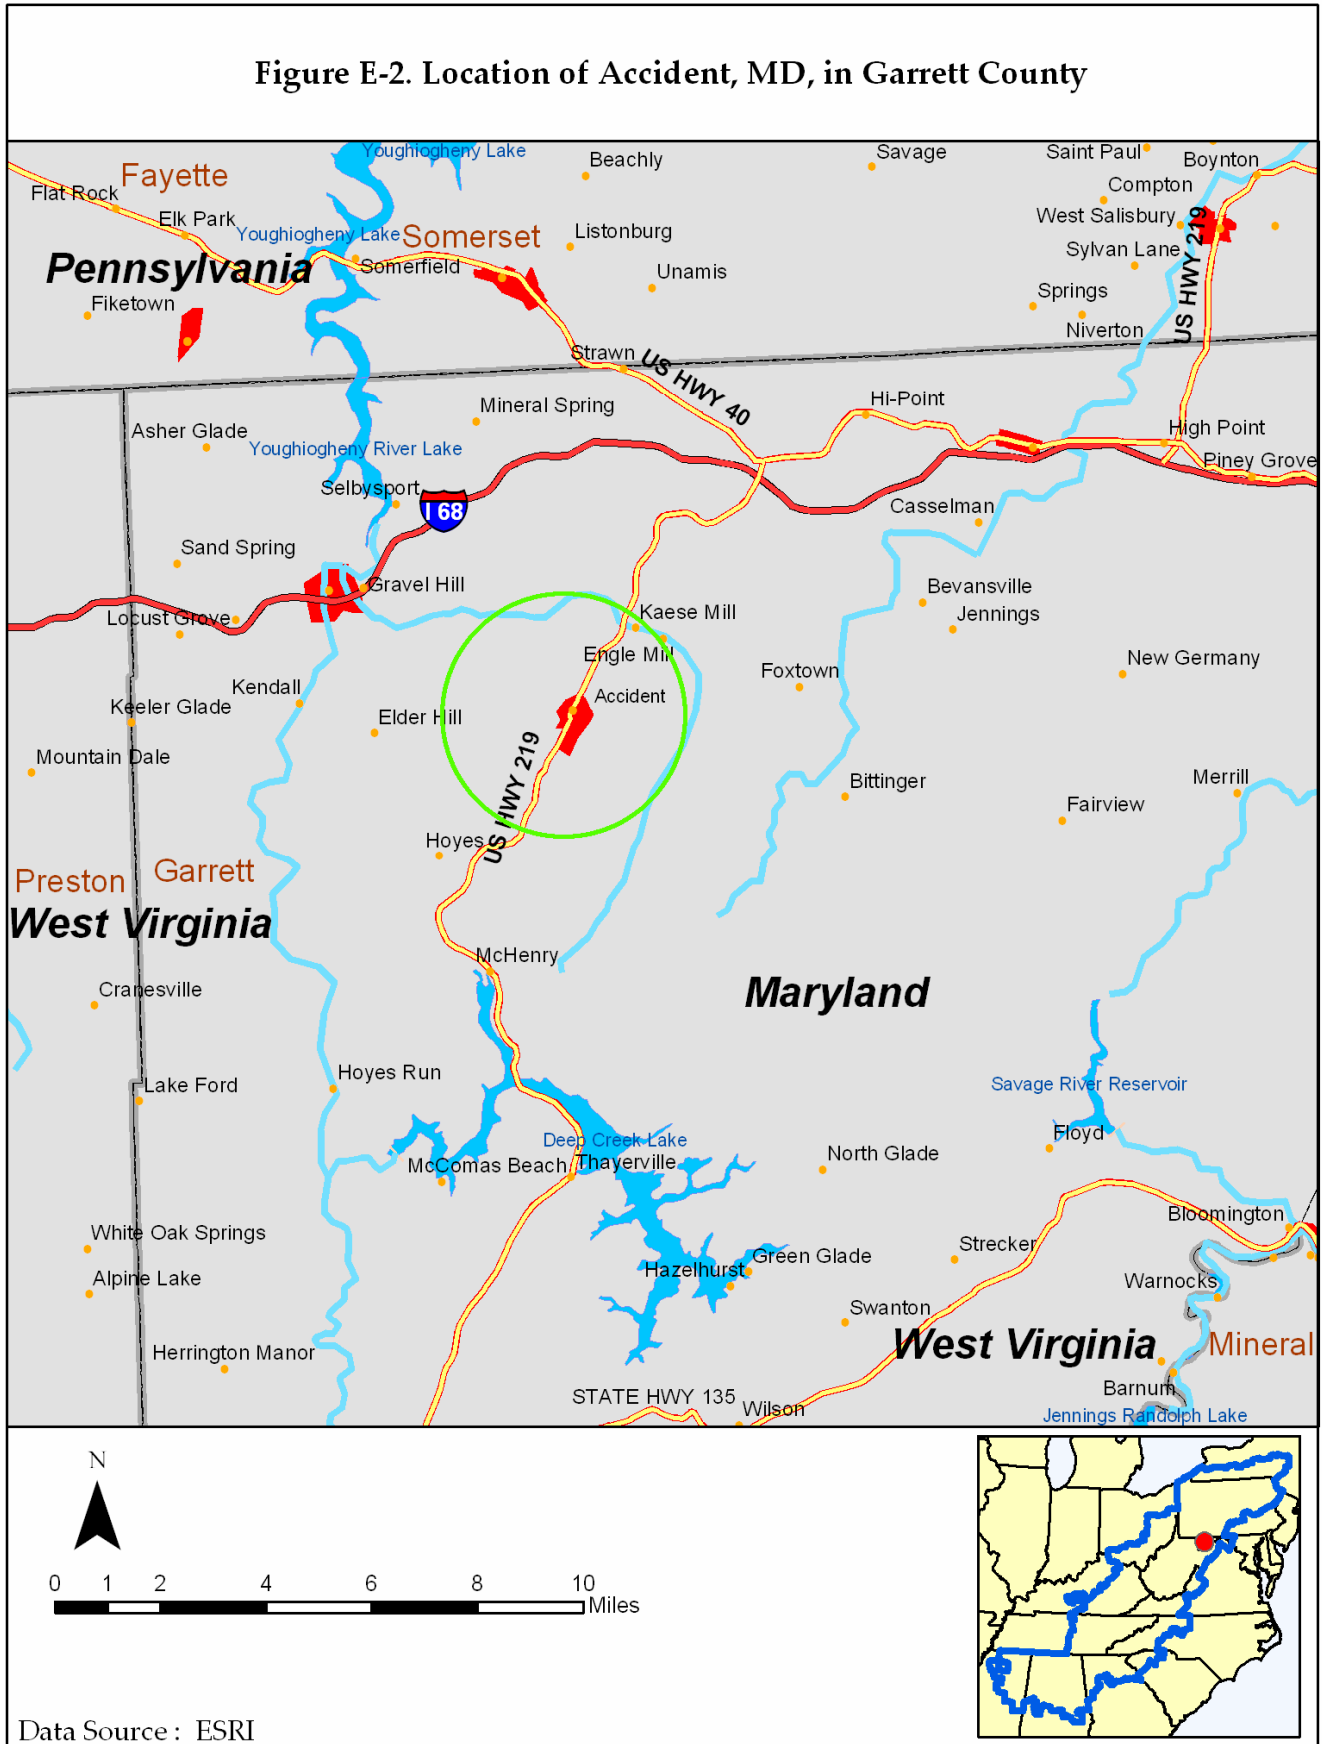 Figure E-2. Location of Accident, MD, in Garrett County
Youghiogheny Lake
Beachly
Savage
Saint Paul
Boynton
Fayette
Flat Rock
Compton
Elk Park
West Salisbury
US HWY 219
Youghiogheny Lake
Somerset
Listonburg
Sylvan Lane
Pennsylvania
Somerfield
Unamis
Fiketown
Springs
Niverton
Strawn
US HWY 40
Mineral Spring
Hi-Point
Asher Glade
High Point
Youghiogheny River Lake
Piney Grove
Selbysport
I 68
Casselman
Sand Spring
Gravel Hill
Bevansville
Locust Grove
Kaese Mill
Jennings
Engle Mill
New Germany
Foxtown
Kendall
Accident
Keeler Glade
Elder Hill
Mountain Dale
US HWY 219
Bittinger
Merrill
Fairview
Hoyes
Preston
Garrett
West Virginia
McHenry
Cranesville
Maryland
Hoyes Run
Lake Ford
Savage River Reservoir
Deep Creek Lake
Floyd
McComas Beach
Thayerville
North Glade
White Oak Springs
Bloomington
Strecker
Green Glade
Hazelhurst
Alpine Lake
Warnocks
Swanton
West Virginia
Mineral
Herrington Manor
Barnum
STATE HWY 135
Wilson
Jennings Randolph Lake
N
0 1 2 4 6 8 10
Miles
Data Source : ESRI